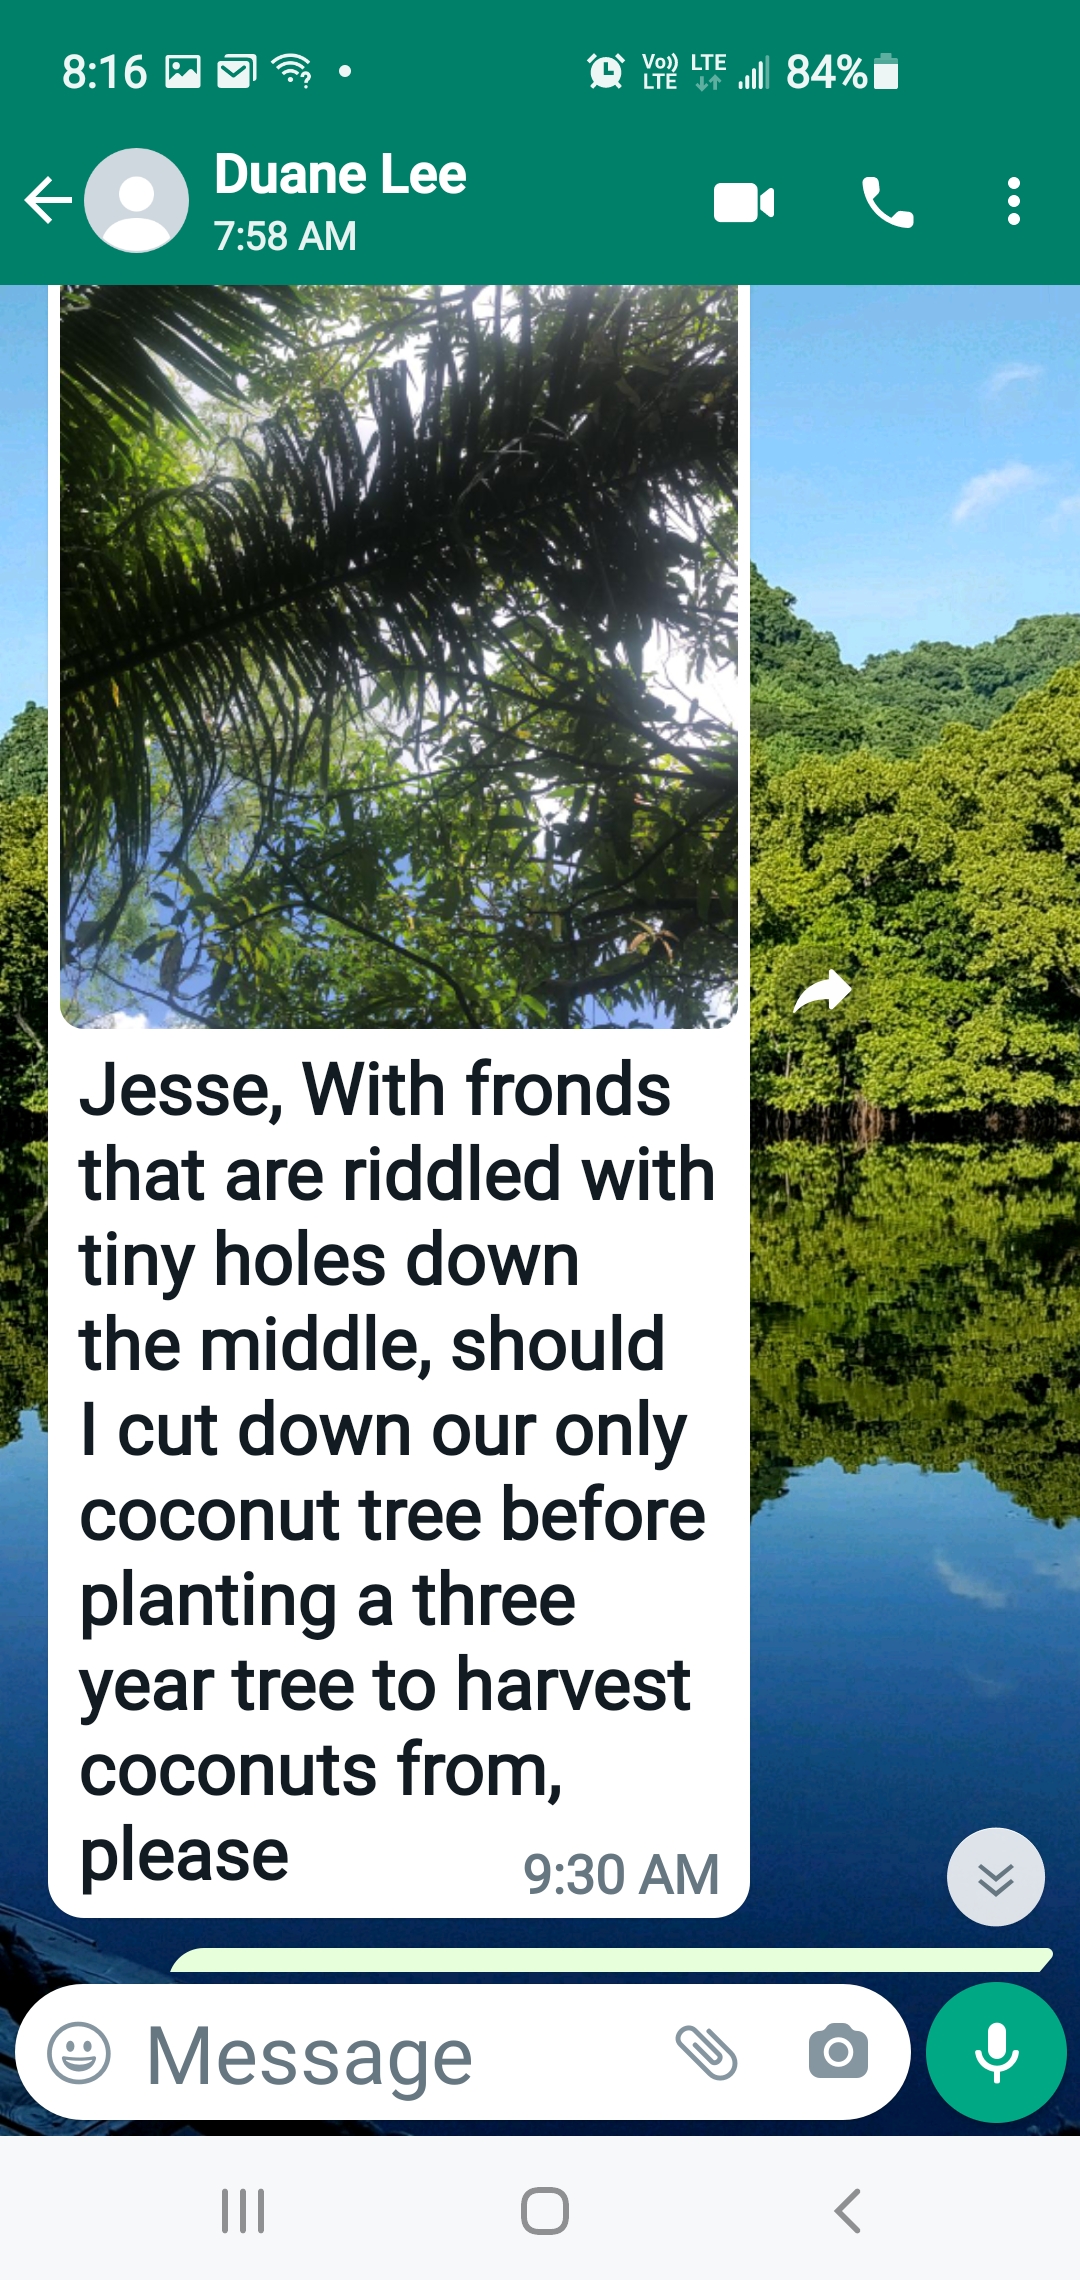 8:16
Vo)) LTE
LTE
84%
Duane Lee
7:58 AM
Jesse, With fronds
that are riddled with
tiny holes down
the middle, should
I cut down our only
coconut tree before
planting a three
year tree to harvest
coconuts from,
please
9:30 AM
Message